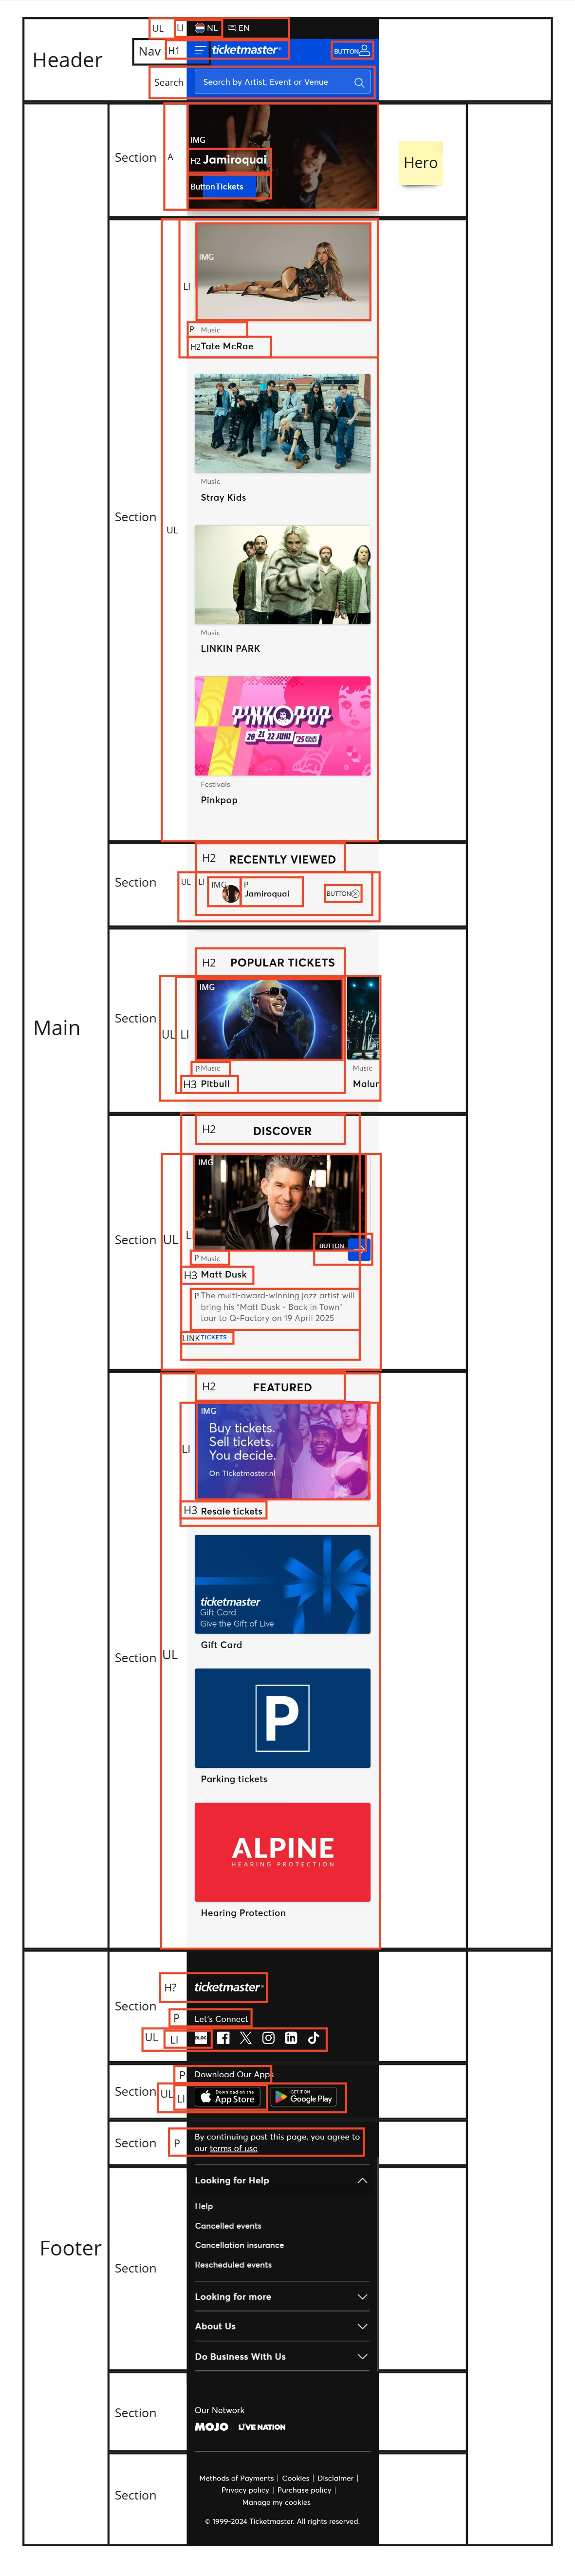 UL
LI
NL
EN
Header
Nav
H1
ticketmaster®
BUTTON
Search
Search by Artist, Event or Venue
Section
A
IMG
H2 Jamiroquai
Button Tickets
Hero
IMG
LI
P Music
H2 Tate McRae
Music
Stray Kids
Section
UL
Music
LINKIN PARK
PINKPOP
20 21 22 JUNI '25
Festivals
Pinkpop
H2 RECENTLY VIEWED
Section
UL
LI
IMG
P
Jamiroquai
BUTTON
H2 POPULAR TICKETS
IMG
Section
Main
UL
LI
P Music
Music
H3 Pitbull
Malur
H2 DISCOVER
IMG
Section
UL
LI
BUTTON
P Music
H3 Matt Dusk
P The multi-award-winning jazz artist will
bring his "Matt Dusk - Back in Town"
tour to Q-Factory on 19 April 2025
LINK TICKETS
H2 FEATURED
IMG
Buy tickets.
Sell tickets.
You decide.
On Ticketmaster.nl
LI
H3 Resale tickets
ticketmaster
Gift Card
Give the Gift of Live
Gift Card
Section
UL
P
Parking tickets
ALPINE
HEARING PROTECTION
Hearing Protection
H?
ticketmaster®
Section
P
Let's Connect
UL
LI
BLOG
P
Download Our Apps
Section
UL
LI
Download on the
App Store
GET IT ON
Google Play
Section
P
By continuing past this page, you agree to
our terms of use
Looking for Help
Help
Cancelled events
Cancellation insurance
Rescheduled events
Footer
Section
Looking for more
About Us
Do Business With Us
Section
Our Network
MOJO
LIVE NATION
Section
Methods of Payments | Cookies | Disclaimer |
Privacy policy | Purchase policy |
Manage my cookies
© 1999-2024 Ticketmaster. All rights reserved.